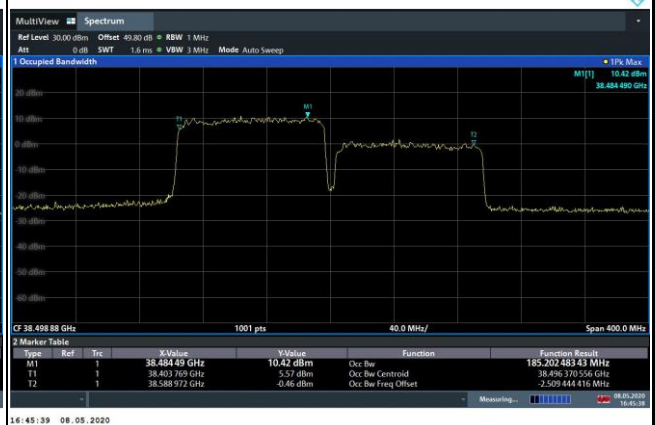 MultiView Spectrum
Ref Level 30.00 dBm Offset 49.80 dB RBW 1 MHz
Att 0 dB SWT 1.6 ms VBW 3 MHz Mode Auto Sweep
1 Occupied Bandwidth 1Pk Max
M1[1] 10.42 dBm
38.484 490 GHz
20 dBm
M1
10 dBm
T1
T2
0 dBm
-10 dBm
-20 dBm
-30 dBm
-40 dBm
-50 dBm
-60 dBm
CF 38.498 88 GHz 1001 pts 40.0 MHz/ Span 400.0 MHz
2 Marker Table
Type Ref Trc X-Value Y-Value Function Function Result
M1 1 38.484 49 GHz 10.42 dBm Occ Bw 185.202 483 43 MHz
T1 1 38.403 769 GHz 5.57 dBm Occ Bw Centroid 38.496 370 556 GHz
T2 1 38.588 972 GHz -0.46 dBm Occ Bw Freq Offset -2.509 444 416 MHz
Measuring... 08.05.2020
16:45:38
16:45:39 08.05.2020